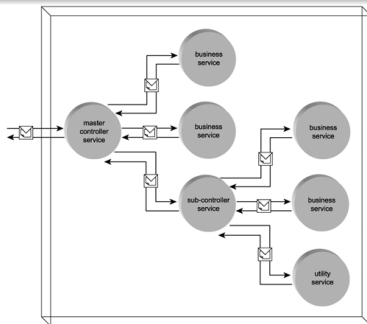 business
service
master
controller
service
business
service
business
service
sub-controller
service
business
service
utility
service